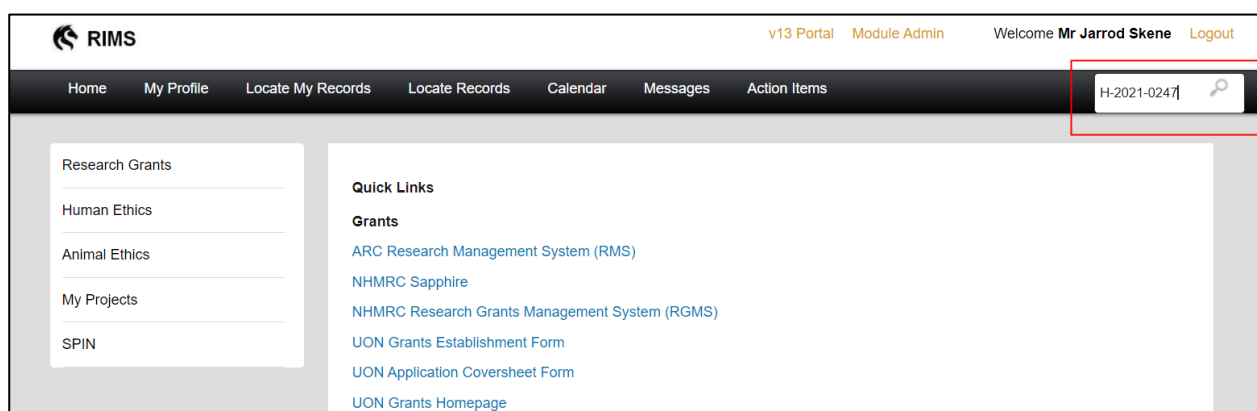 RIMS
v13 Portal Module Admin Welcome Mr Jarrod Skene Logout
Home My Profile Locate My Records Locate Records Calendar Messages Action Items H-2021-0247
Research Grants
Human Ethics
Animal Ethics
My Projects
SPIN
Quick Links
Grants
ARC Research Management System (RMS)
NHMRC Sapphire
NHMRC Research Grants Management System (RGMS)
UON Grants Establishment Form
UON Application Coversheet Form
UON Grants Homepage